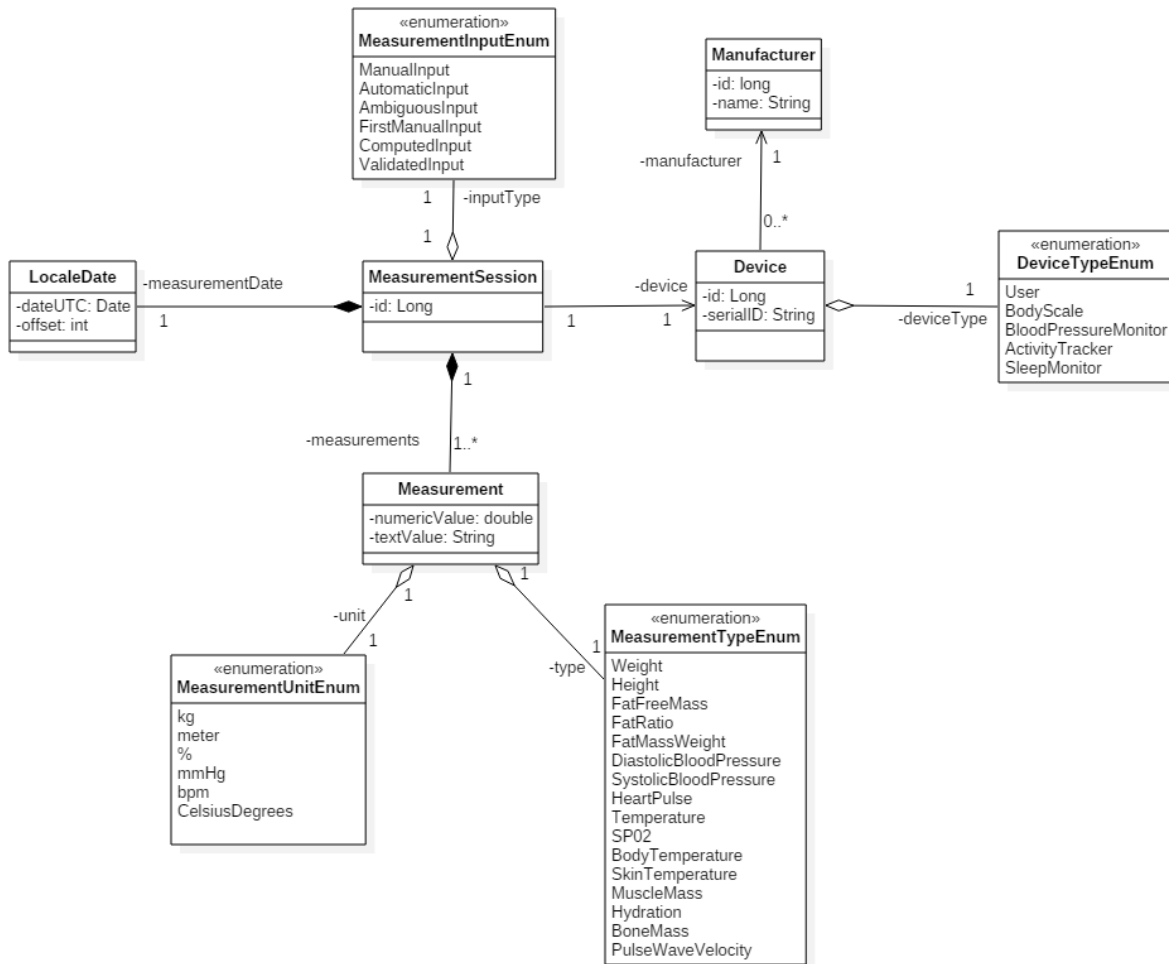 «enumeration»
MeasurementInputEnum
ManualInput
AutomaticInput
AmbiguousInput
FirstManualInput
ComputedInput
ValidatedInput
Manufacturer
-id: long
-name: String
-manufacturer
1
0..*
1
-inputType
1
LocaleDate
-dateUTC: Date
-offset: int
-measurementDate
1
MeasurementSession
-id: Long
-device
1
1
Device
-id: Long
-serialID: String
1
-deviceType
«enumeration»
DeviceTypeEnum
User
BodyScale
BloodPressureMonitor
ActivityTracker
SleepMonitor
1
-measurements
1..*
Measurement
-numericValue: double
-textValue: String
1
1
-unit
1
1
-type
«enumeration»
MeasurementUnitEnum
kg
meter
%
mmHg
bpm
CelsiusDegrees
«enumeration»
MeasurementTypeEnum
Weight
Height
FatFreeMass
FatRatio
FatMassWeight
DiastolicBloodPressure
SystolicBloodPressure
HeartPulse
Temperature
SP02
BodyTemperature
SkinTemperature
MuscleMass
Hydration
BoneMass
PulseWaveVelocity